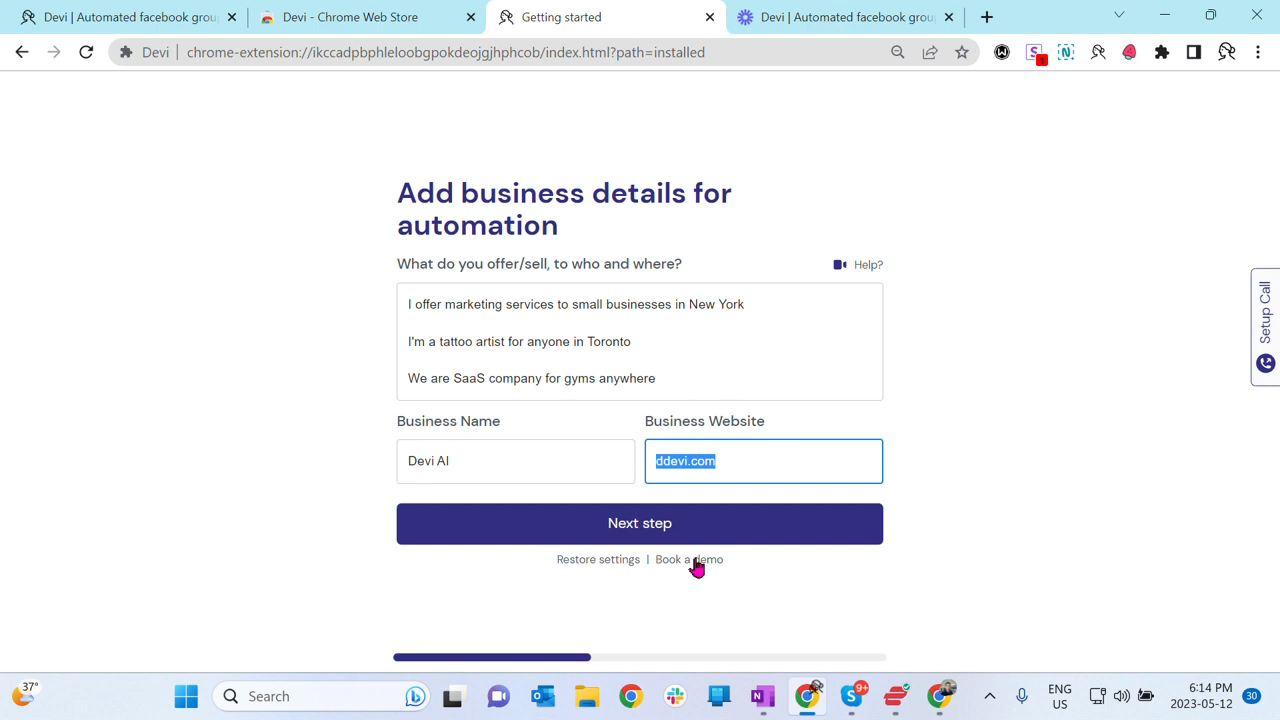 Devi | Automated facebook grou
Devi - Chrome Web Store
Getting started
Devi | Automated facebook grou
Devi
chrome-extension://ikccadpbphleloobgpokdeojgjhphcob/index.html?path=installed
Add business details for
automation
What do you offer/sell, to who and where?
Help?
I offer marketing services to small businesses in New York
I'm a tattoo artist for anyone in Toronto
We are SaaS company for gyms anywhere
Setup Call
Business Name
Business Website
Devi AI
ddevi.com
Next step
Restore settings | Book a demo
37°
Search
9+
ENG
US
6:14 PM
2023-05-12
30